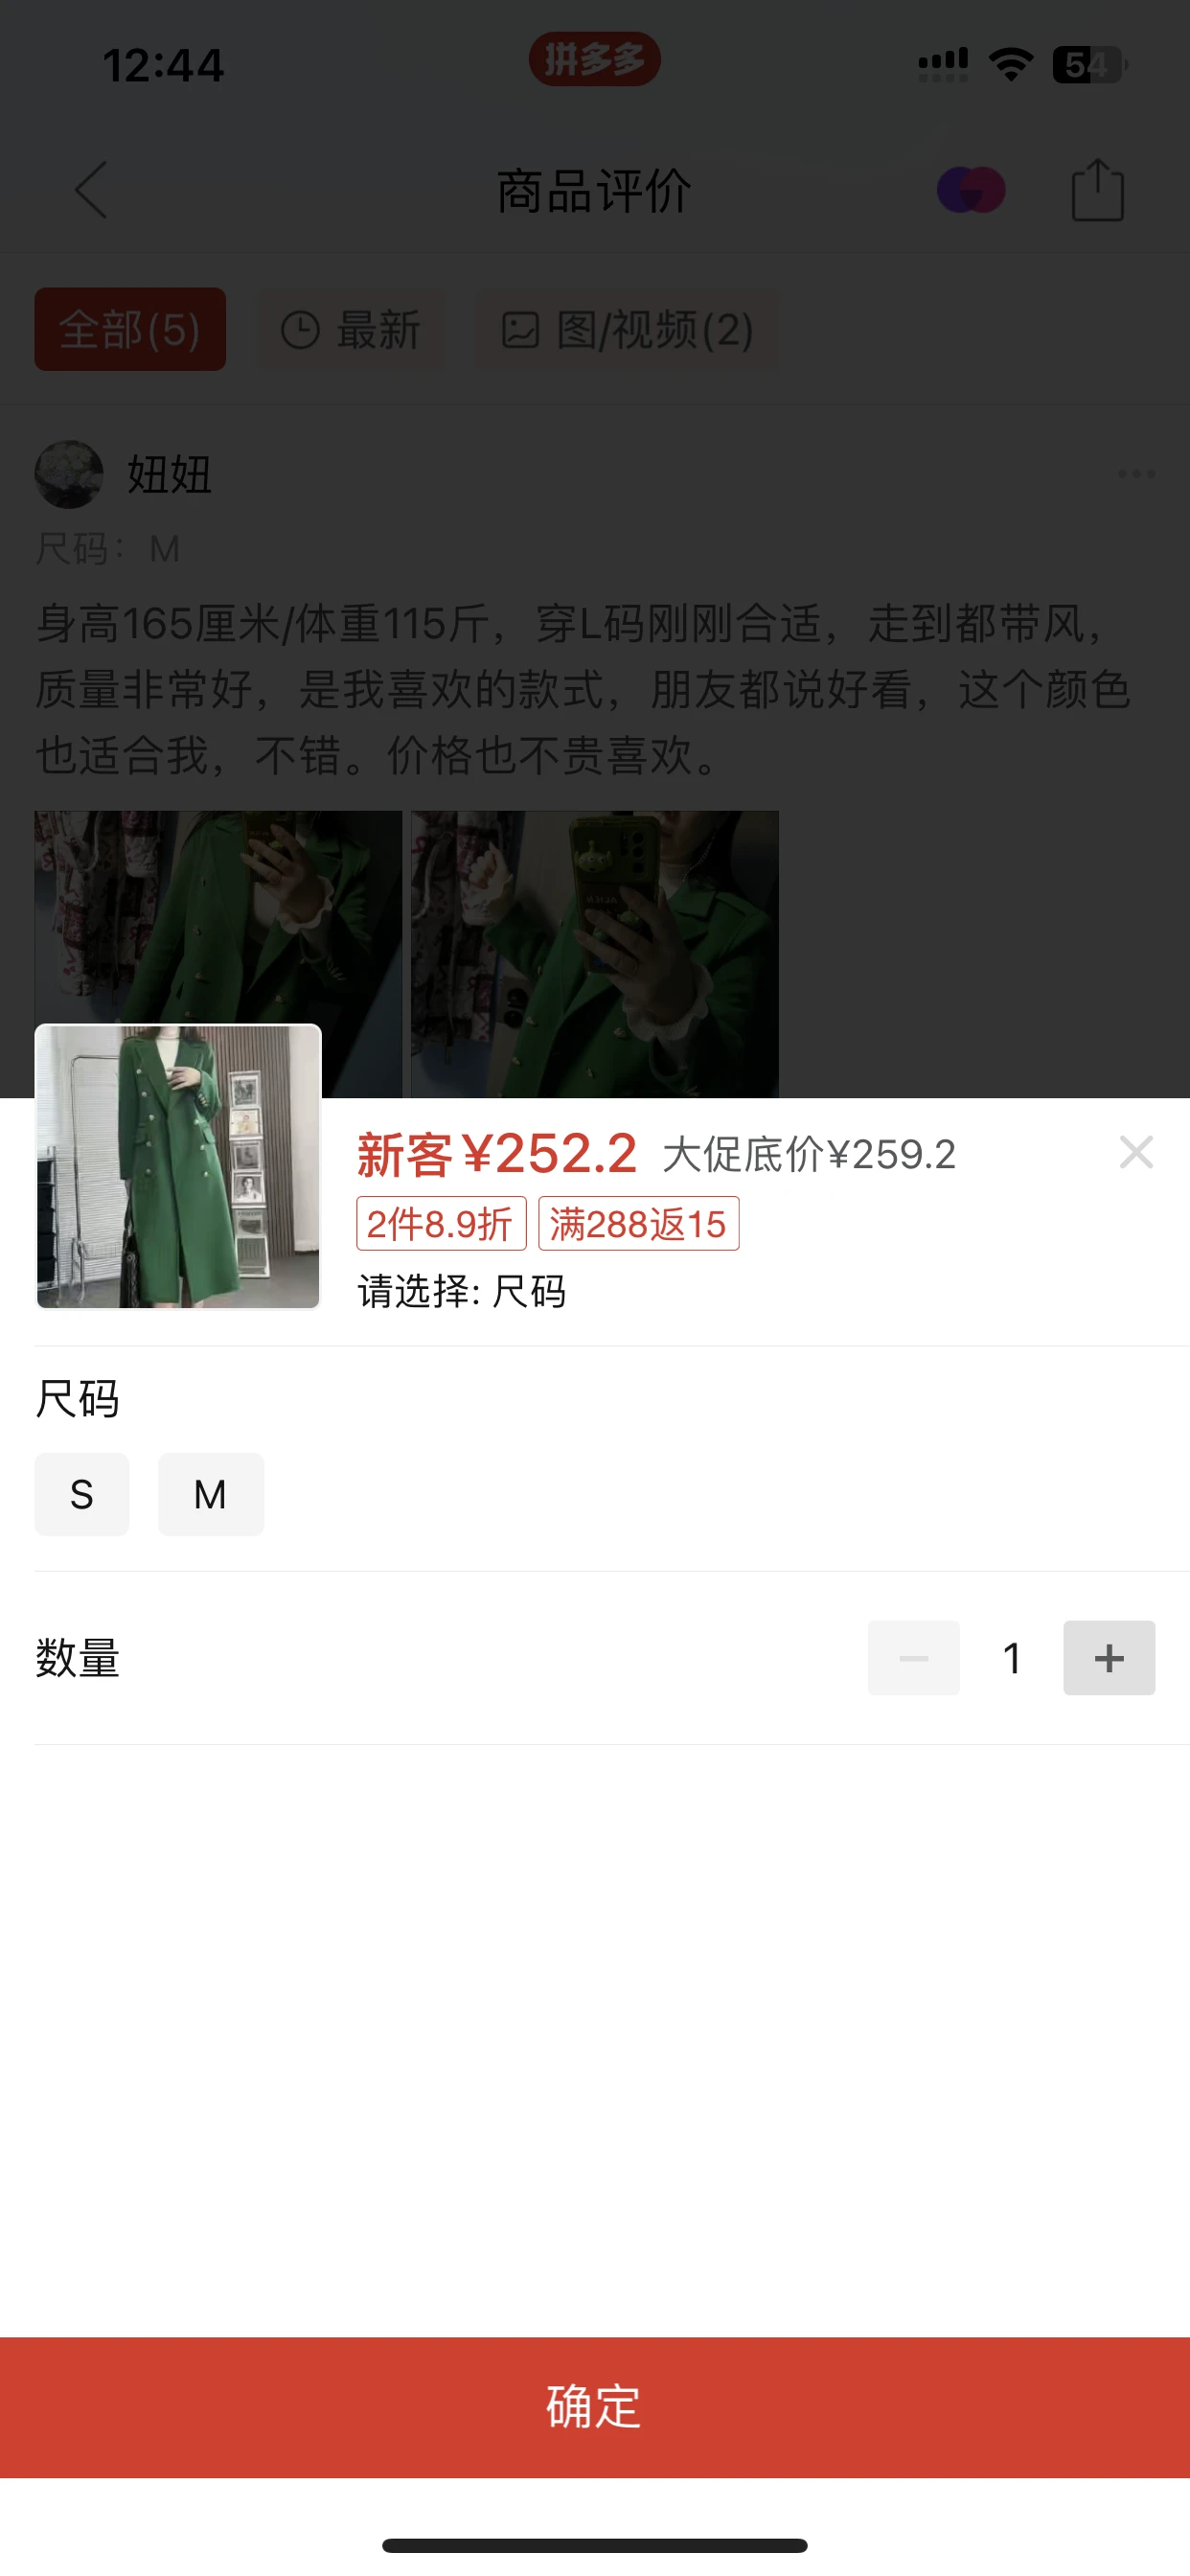 12:44
拼多多
54
商品评价
全部(5)
最新
图/视频(2)
妞妞
尺码： M
身高165厘米/体重115斤，穿L码刚刚合适，走到都带风，
质量非常好，是我喜欢的款式，朋友都说好看，这个颜色
也适合我，不错。价格也不贵喜欢。
新客¥252.2 大促底价¥259.2
2件8.9折 满288返15
请选择: 尺码
尺码
S M
数量
1
确定